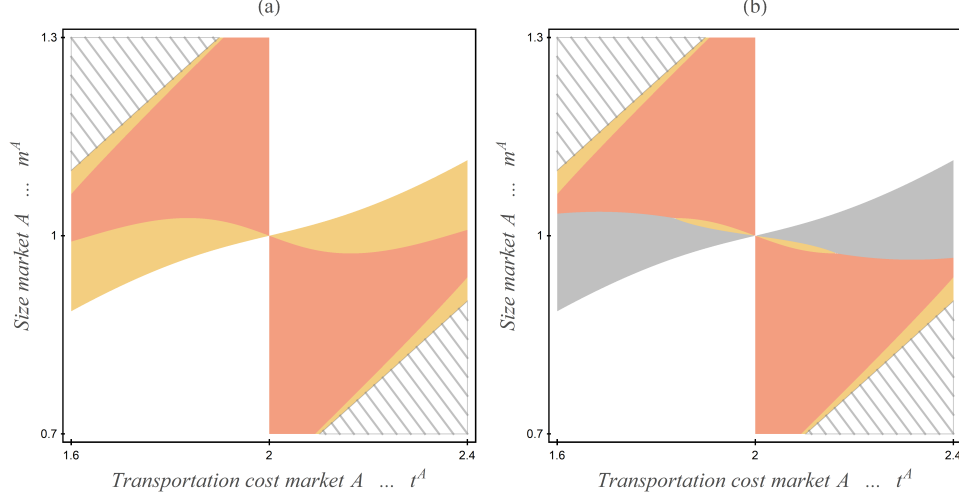 (a)
(b)
1.3
1
0.7
Size market A ... m^A
1.6
2
2.4
Transportation cost market A ... t^A
1.3
1
0.7
Size market A ... m^A
1.6
2
2.4
Transportation cost market A ... t^A